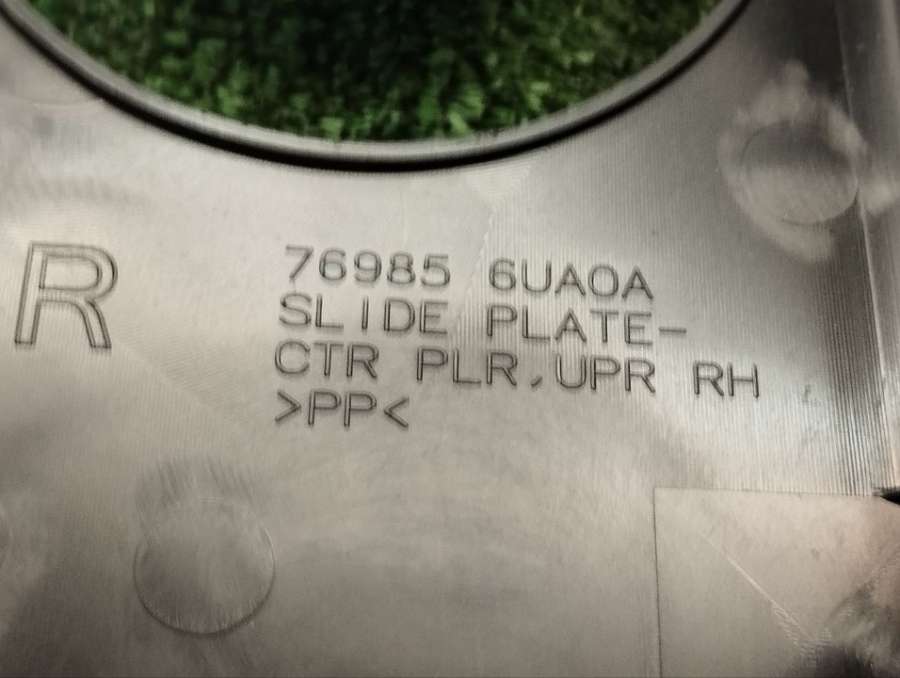 R
76985 6UA0A
SLIDE PLATE-
CTR PLR,UPR RH
>PP<